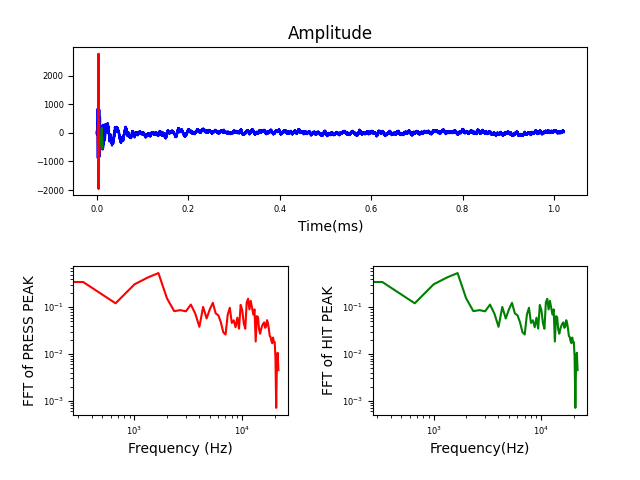 Amplitude
2000
1000
0
−1000
−2000
0.0 0.2 0.4 0.6 0.8 1.0
Time(ms)
FFT of PRESS PEAK
10⁻¹
10⁻²
10⁻³
10³ 10⁴
Frequency (Hz)
FFT of HIT PEAK
10⁻¹
10⁻²
10⁻³
10³ 10⁴
Frequency(Hz)